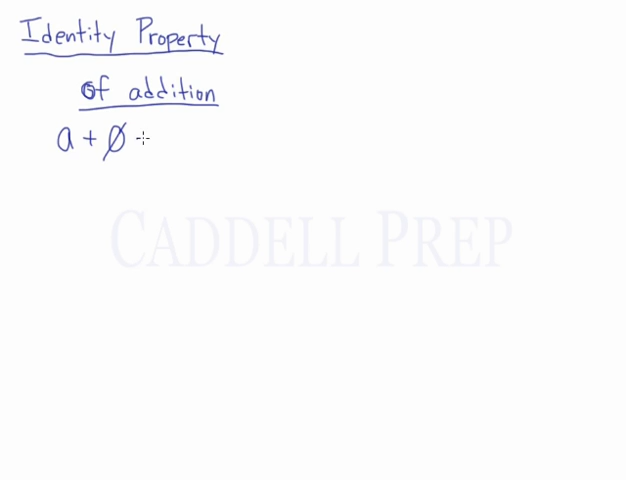 Identity Property
of addition
a + 0
CADDELL PREP